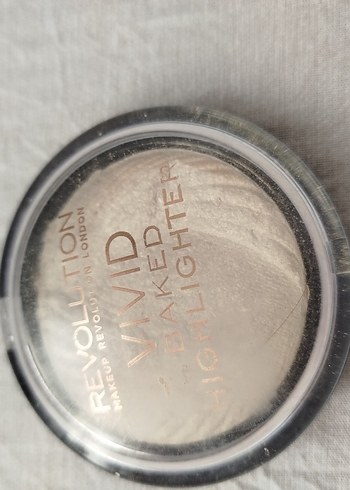 REVOLUTION
MAKEUP REVOLUTION LONDON
VIVID
BAKED
HIGHLIGHTER